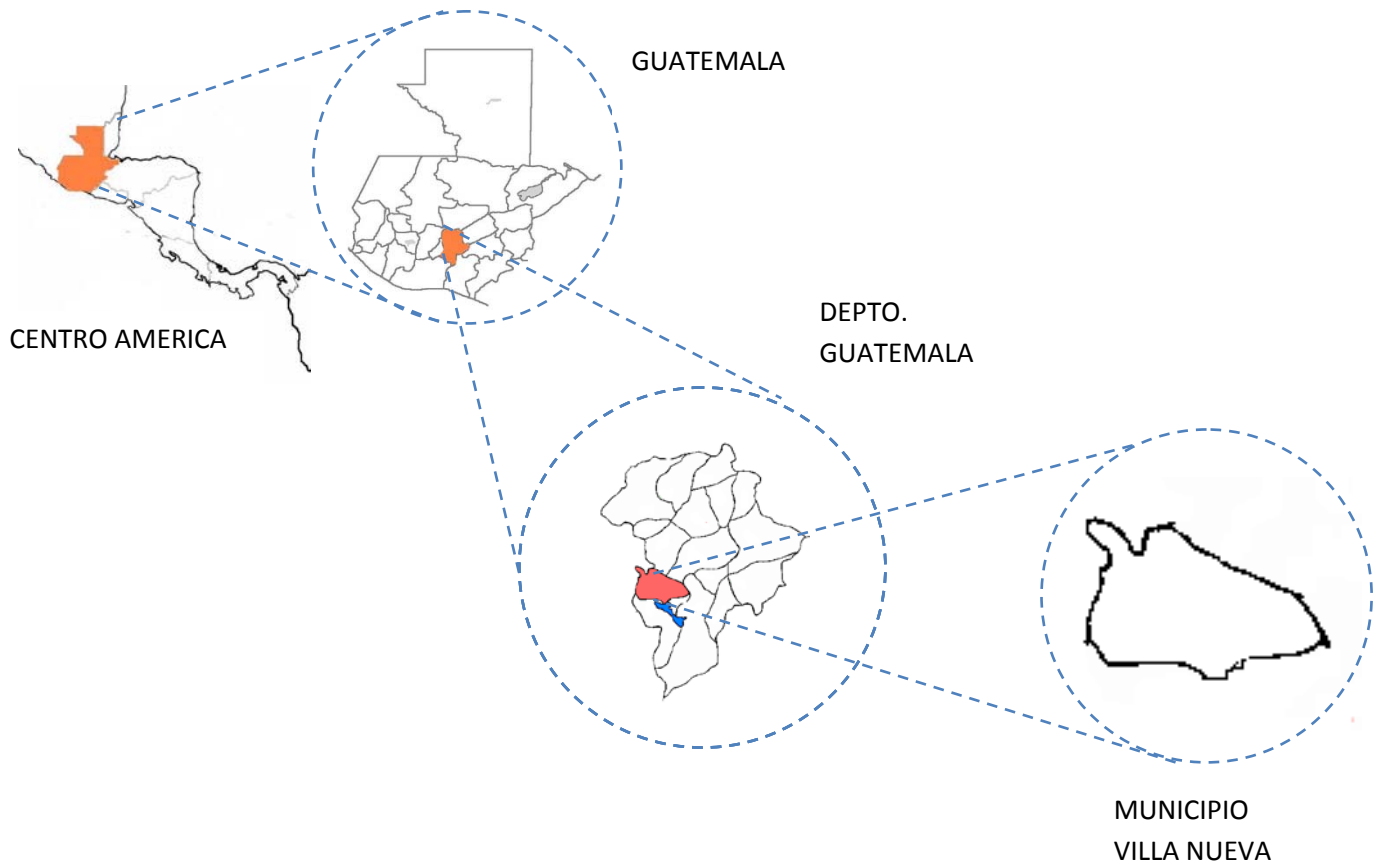 GUATEMALA
CENTRO AMERICA
DEPTO.
GUATEMALA
MUNICIPIO
VILLA NUEVA